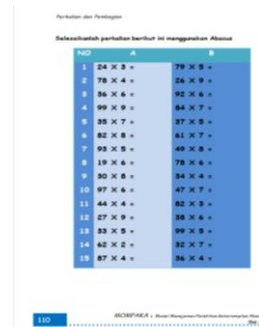 Perkalian dan Pembagian
Selesaikanlah perkalian berikut ini menggunakan Abacus
NO A B
1 24 X 3 = 79 X 5 =
2 78 X 4 = 26 X 9 =
3 36 X 6 = 92 X 6 =
4 99 X 9 = 84 X 7 =
5 35 X 7 = 37 X 5 =
6 82 X 8 = 61 X 7 =
7 93 X 5 = 49 X 8 =
8 19 X 6 = 78 X 6 =
9 30 X 8 = 34 X 4 =
10 97 X 6 = 47 X 7 =
11 44 X 4 = 82 X 3 =
12 27 X 9 = 38 X 6 =
13 33 X 5 = 99 X 5 =
14 62 X 2 = 32 X 7 =
15 87 X 4 = 36 X 4 =
110